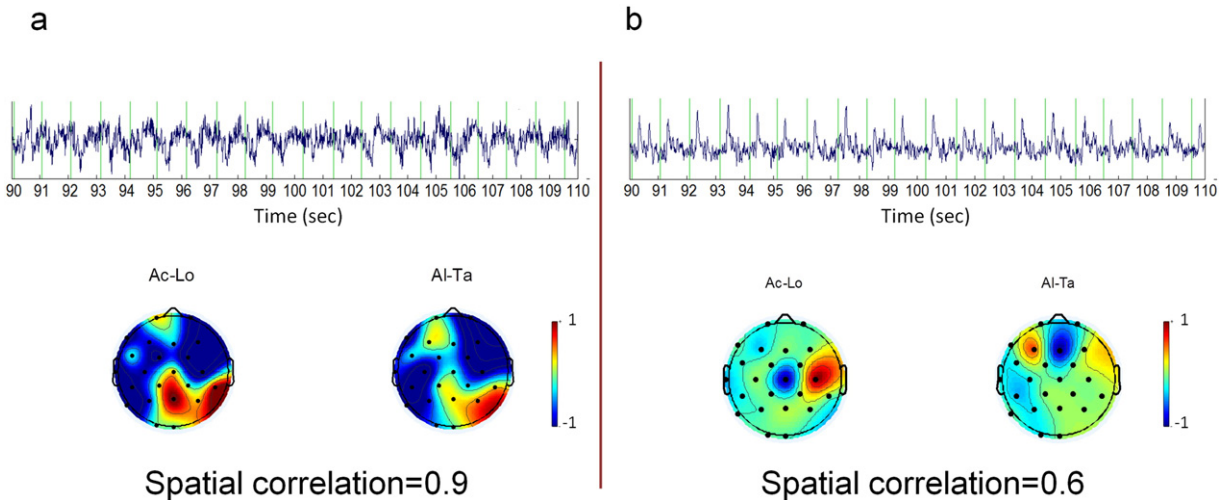 a
90 91 92 93 94 95 96 97 98 99 100 101 102 103 104 105 106 107 108 109 110
Time (sec)
Ac-Lo
Al-Ta
1
-1
Spatial correlation=0.9
b
90 91 92 93 94 95 96 97 98 99 100 101 102 103 104 105 106 107 108 109 110
Time (sec)
Ac-Lo
Al-Ta
1
-1
Spatial correlation=0.6